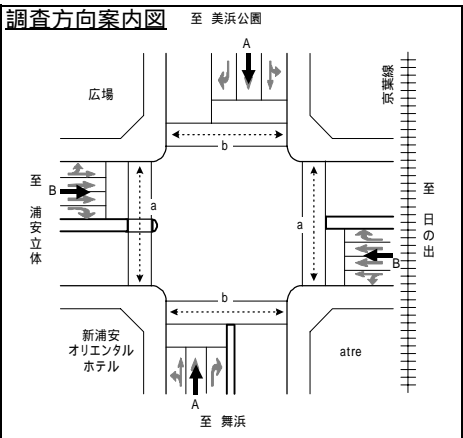 調査方向案内図
至 美浜公園
A
広場
京葉線
b
至 浦安立体
B
a
a
至 日の出
B
b
新浦安
オリエンタル
ホテル
atre
A
至 舞浜